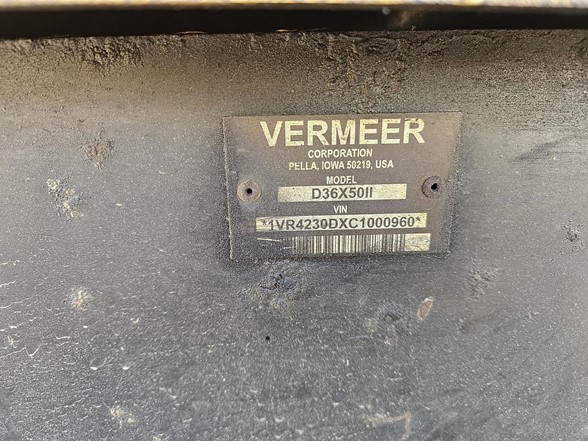 VERMEER
CORPORATION
PELLA, IOWA 50219, USA
MODEL
D36X50II
VIN
*1VR4230DXC1000960*